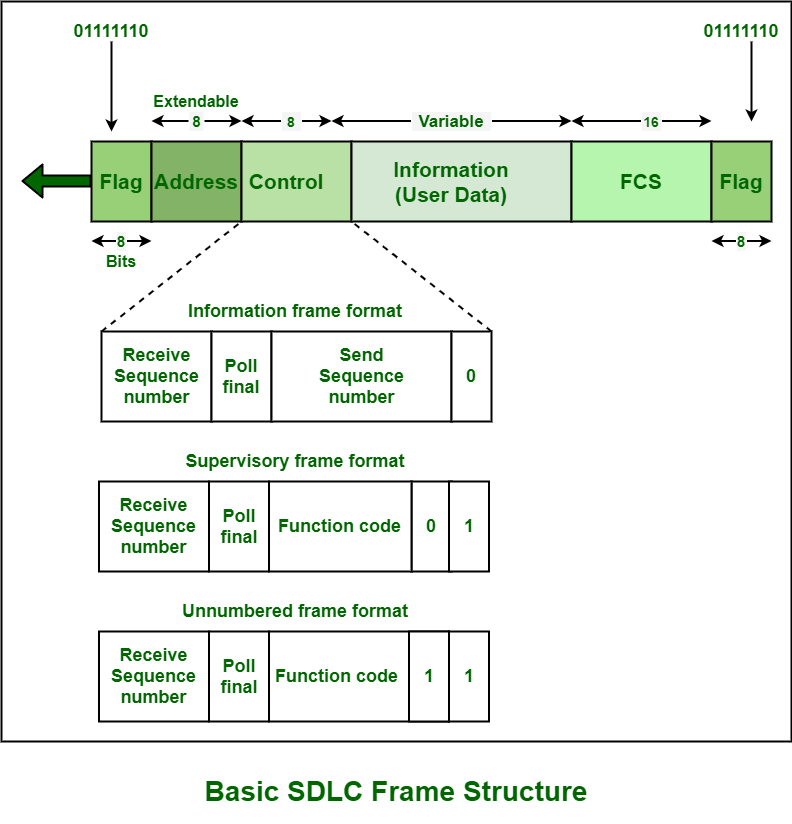 01111110 01111110
Extendable
8 8 Variable 16
Flag Address Control Information (User Data) FCS Flag
8 8
Bits
Information frame format
Receive Sequence number Poll final Send Sequence number 0
Supervisory frame format
Receive Sequence number Poll final Function code 0 1
Unnumbered frame format
Receive Sequence number Poll final Function code 1 1
Basic SDLC Frame Structure